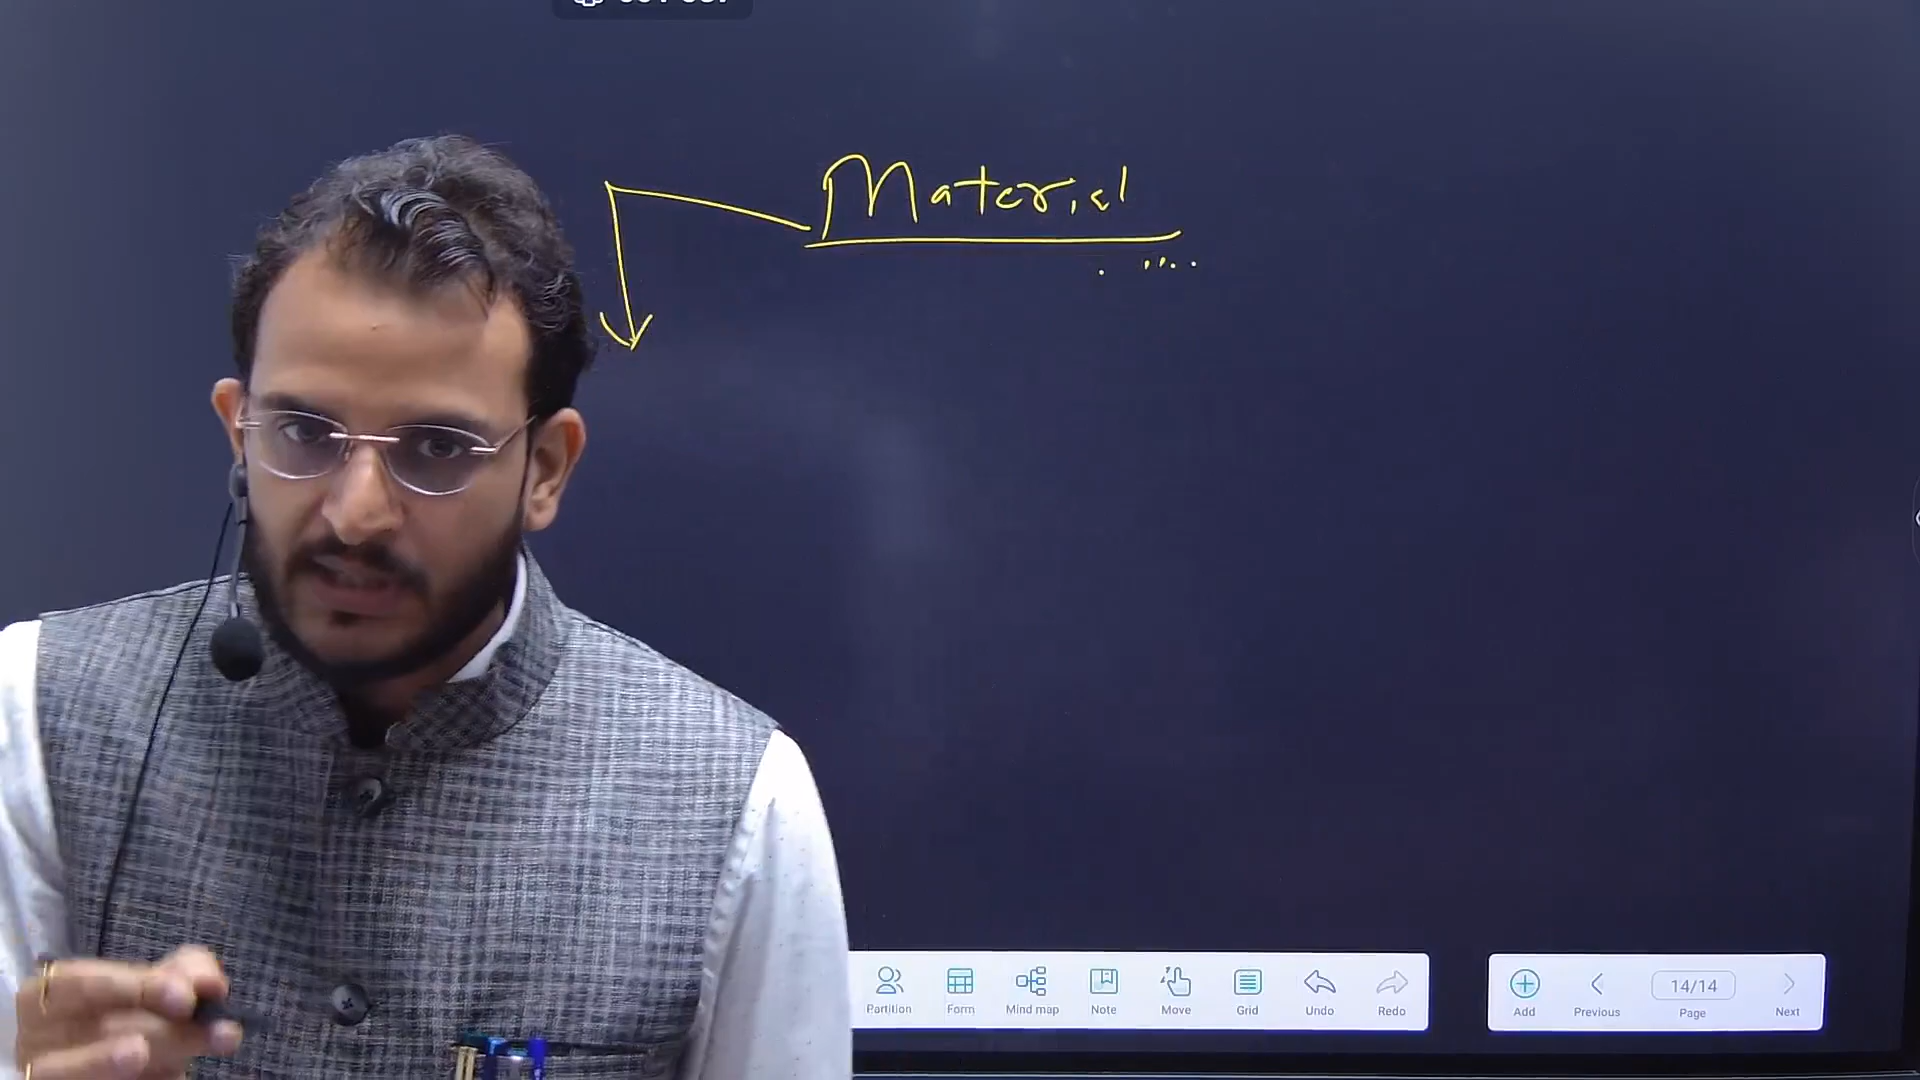 Material
Partition Form Mind map Note Move Grid Undo Redo Add Previous 14/14 Page Next